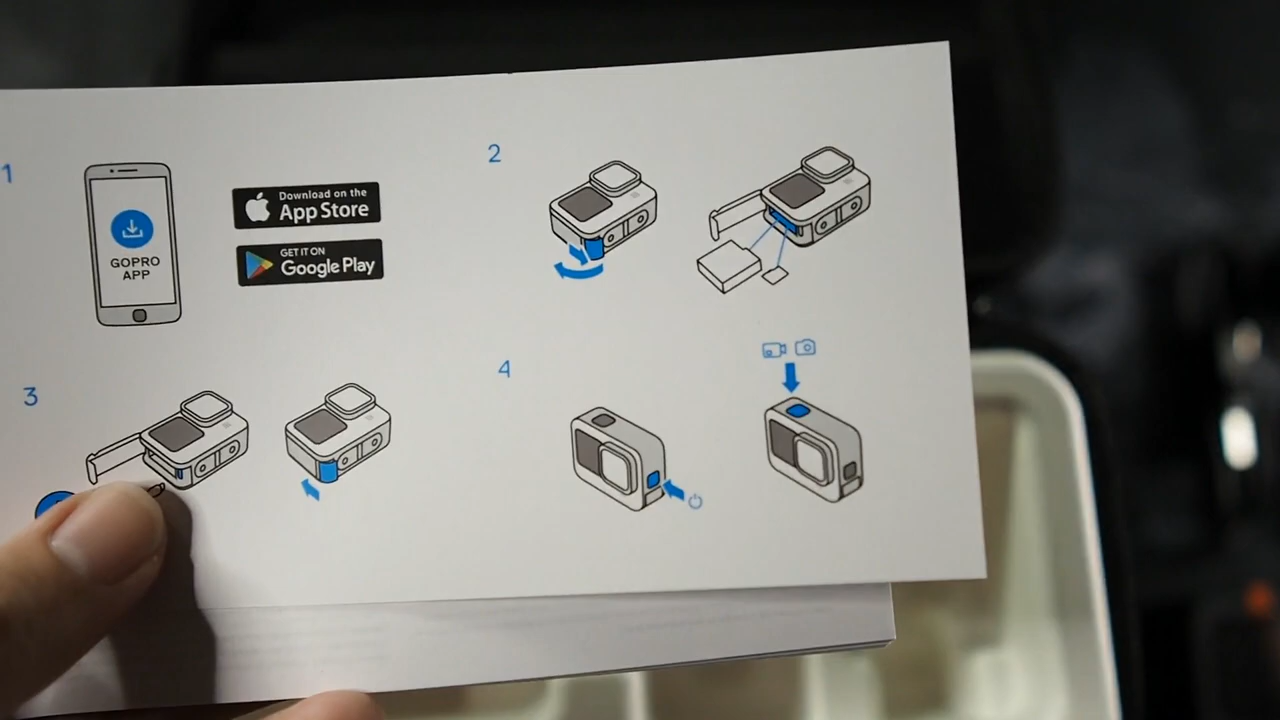 1
GOPRO
APP
Download on the
App Store
GET IT ON
Google Play
2
3
4